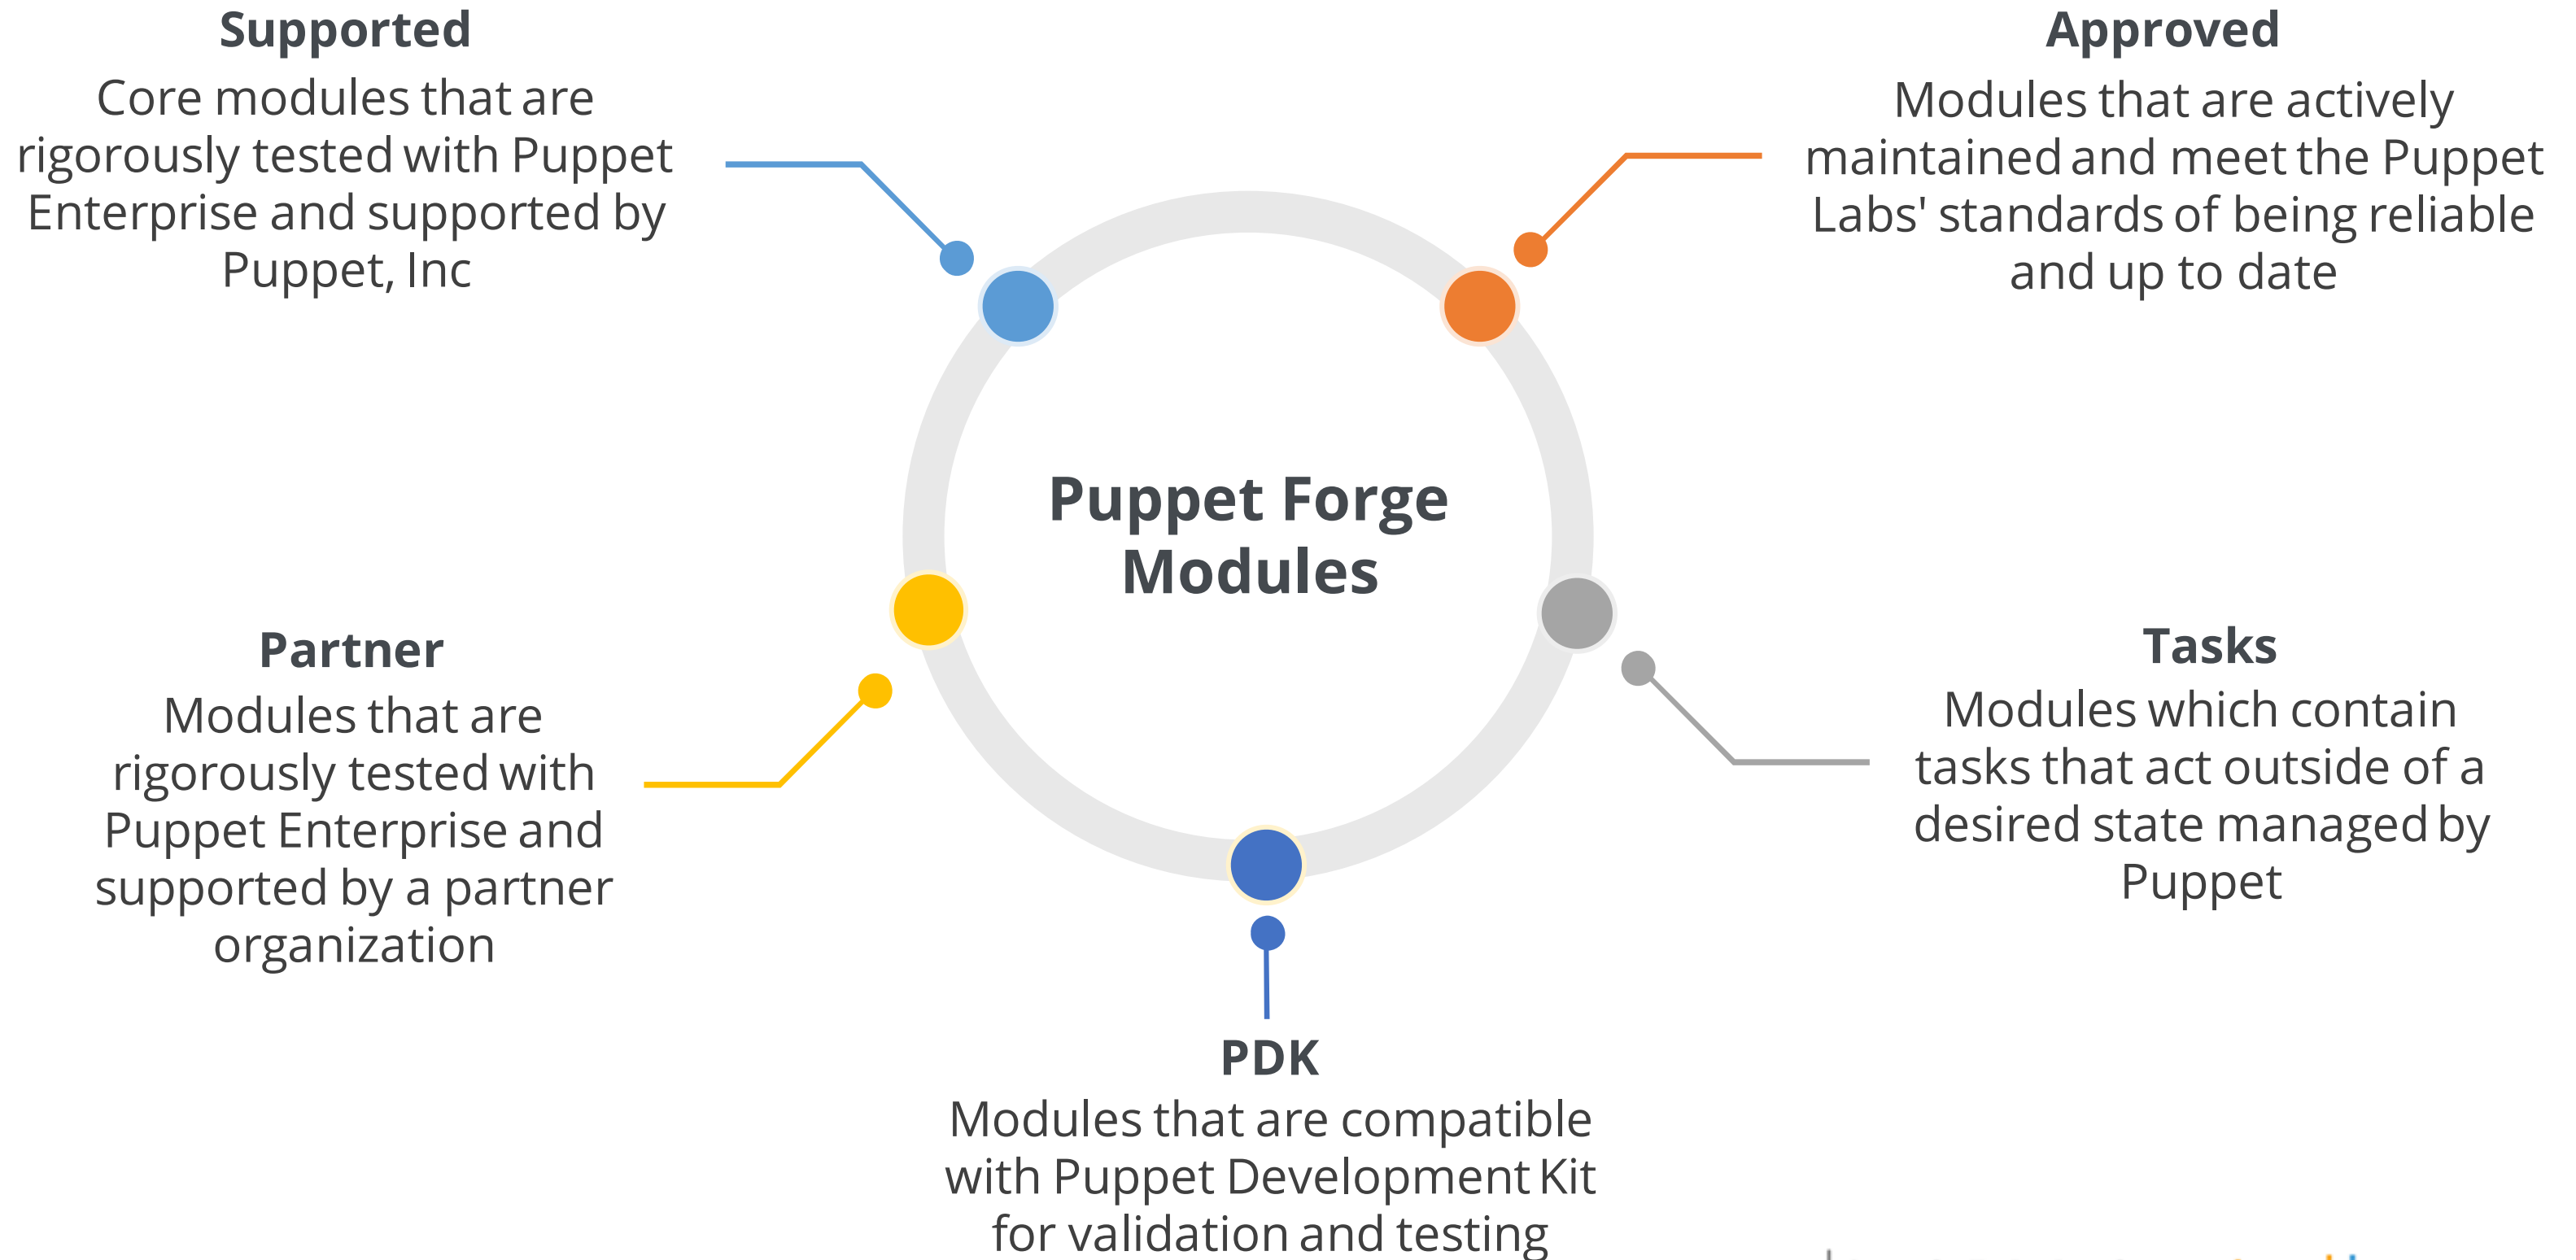 Supported
Core modules that are
rigorously tested with Puppet
Enterprise and supported by
Puppet, Inc
Approved
Modules that are actively
maintained and meet the Puppet
Labs' standards of being reliable
and up to date
Puppet Forge
Modules
Partner
Modules that are
rigorously tested with
Puppet Enterprise and
supported by a partner
organization
Tasks
Modules which contain
tasks that act outside of a
desired state managed by
Puppet
PDK
Modules that are compatible
with Puppet Development Kit
for validation and testing